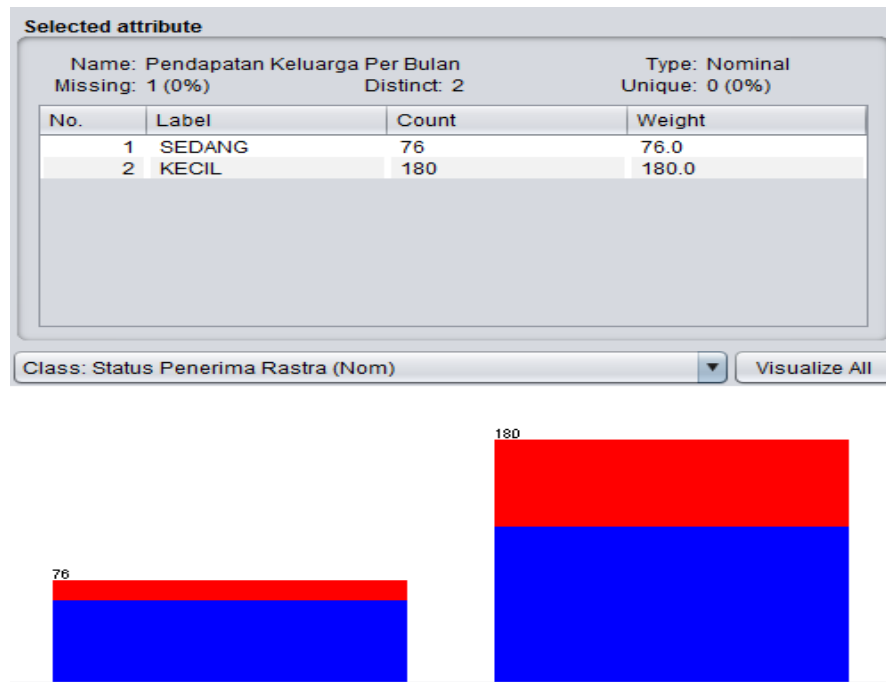 Selected attribute
Name: Pendapatan Keluarga Per Bulan Type: Nominal
Missing: 1 (0%) Distinct: 2 Unique: 0 (0%)
No. Label Count Weight
1 SEDANG 76 76.0
2 KECIL 180 180.0
Class: Status Penerima Rastra (Nom) Visualize All
180
76